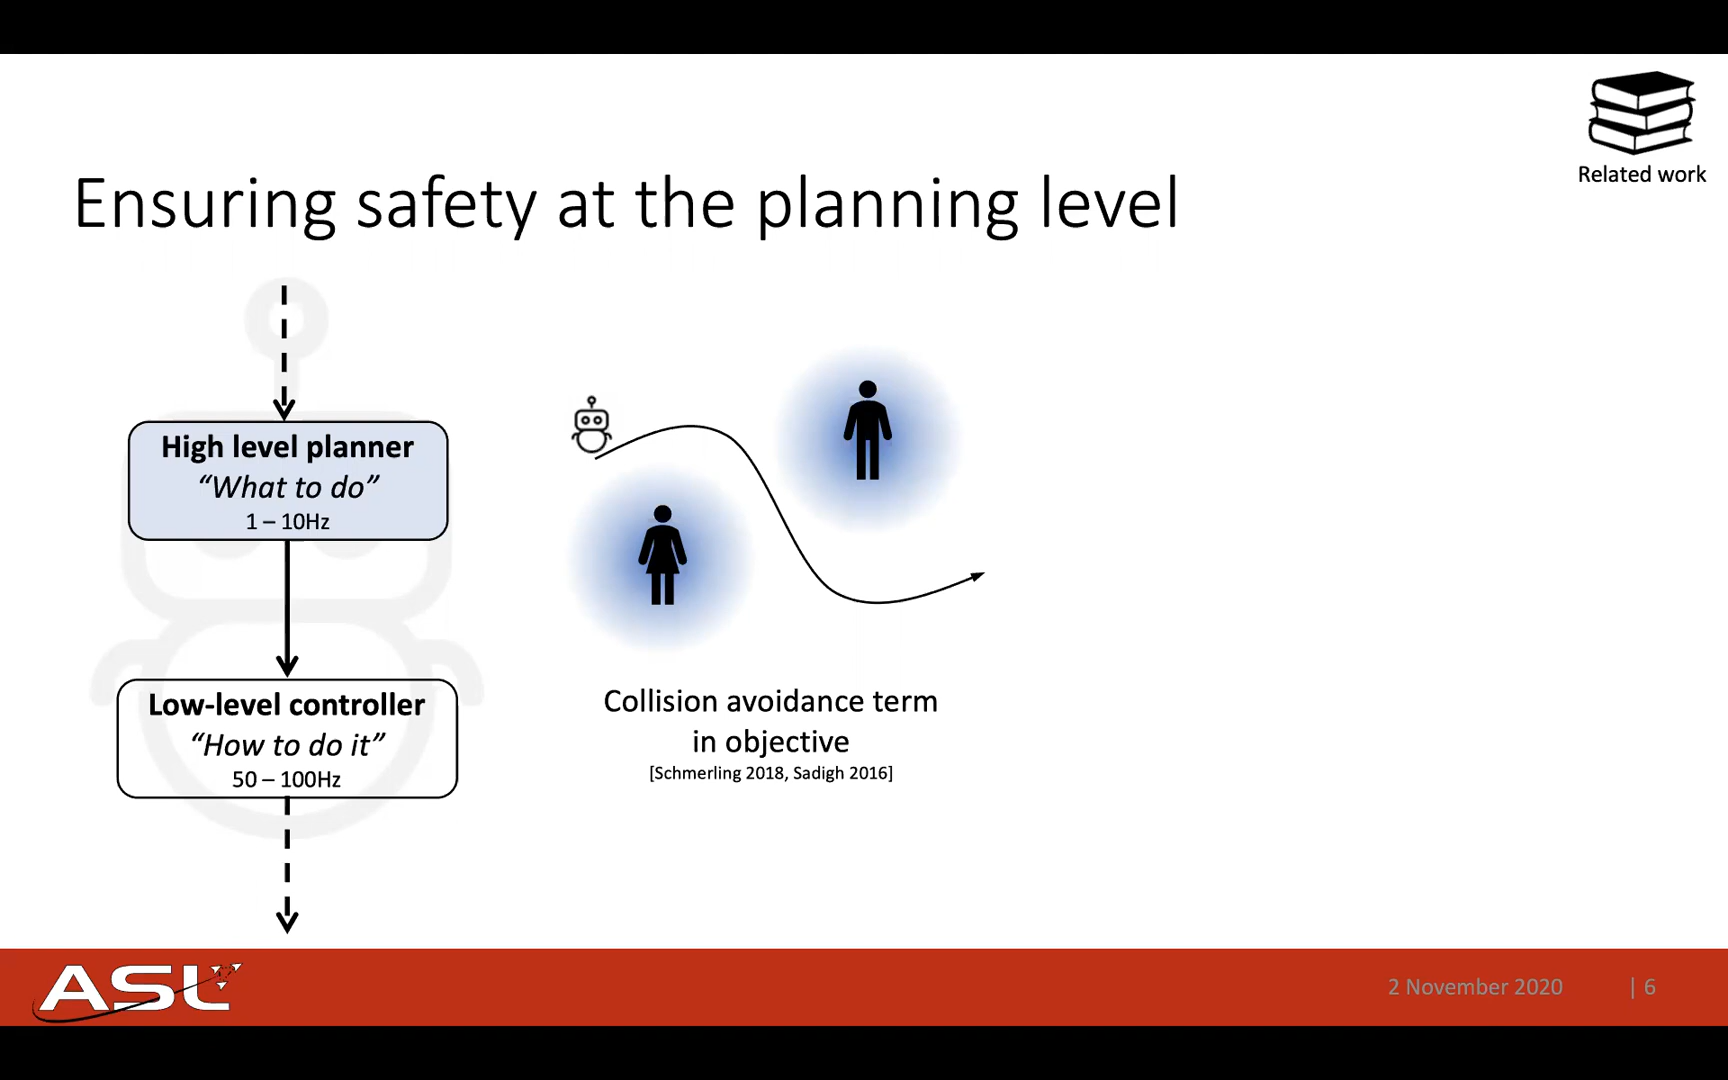 Related work
Ensuring safety at the planning level
High level planner
“What to do”
1 – 10Hz
Low-level controller
“How to do it”
50 – 100Hz
Collision avoidance term
in objective
[Schmerling 2018, Sadigh 2016]
ASL
2 November 2020 | 6